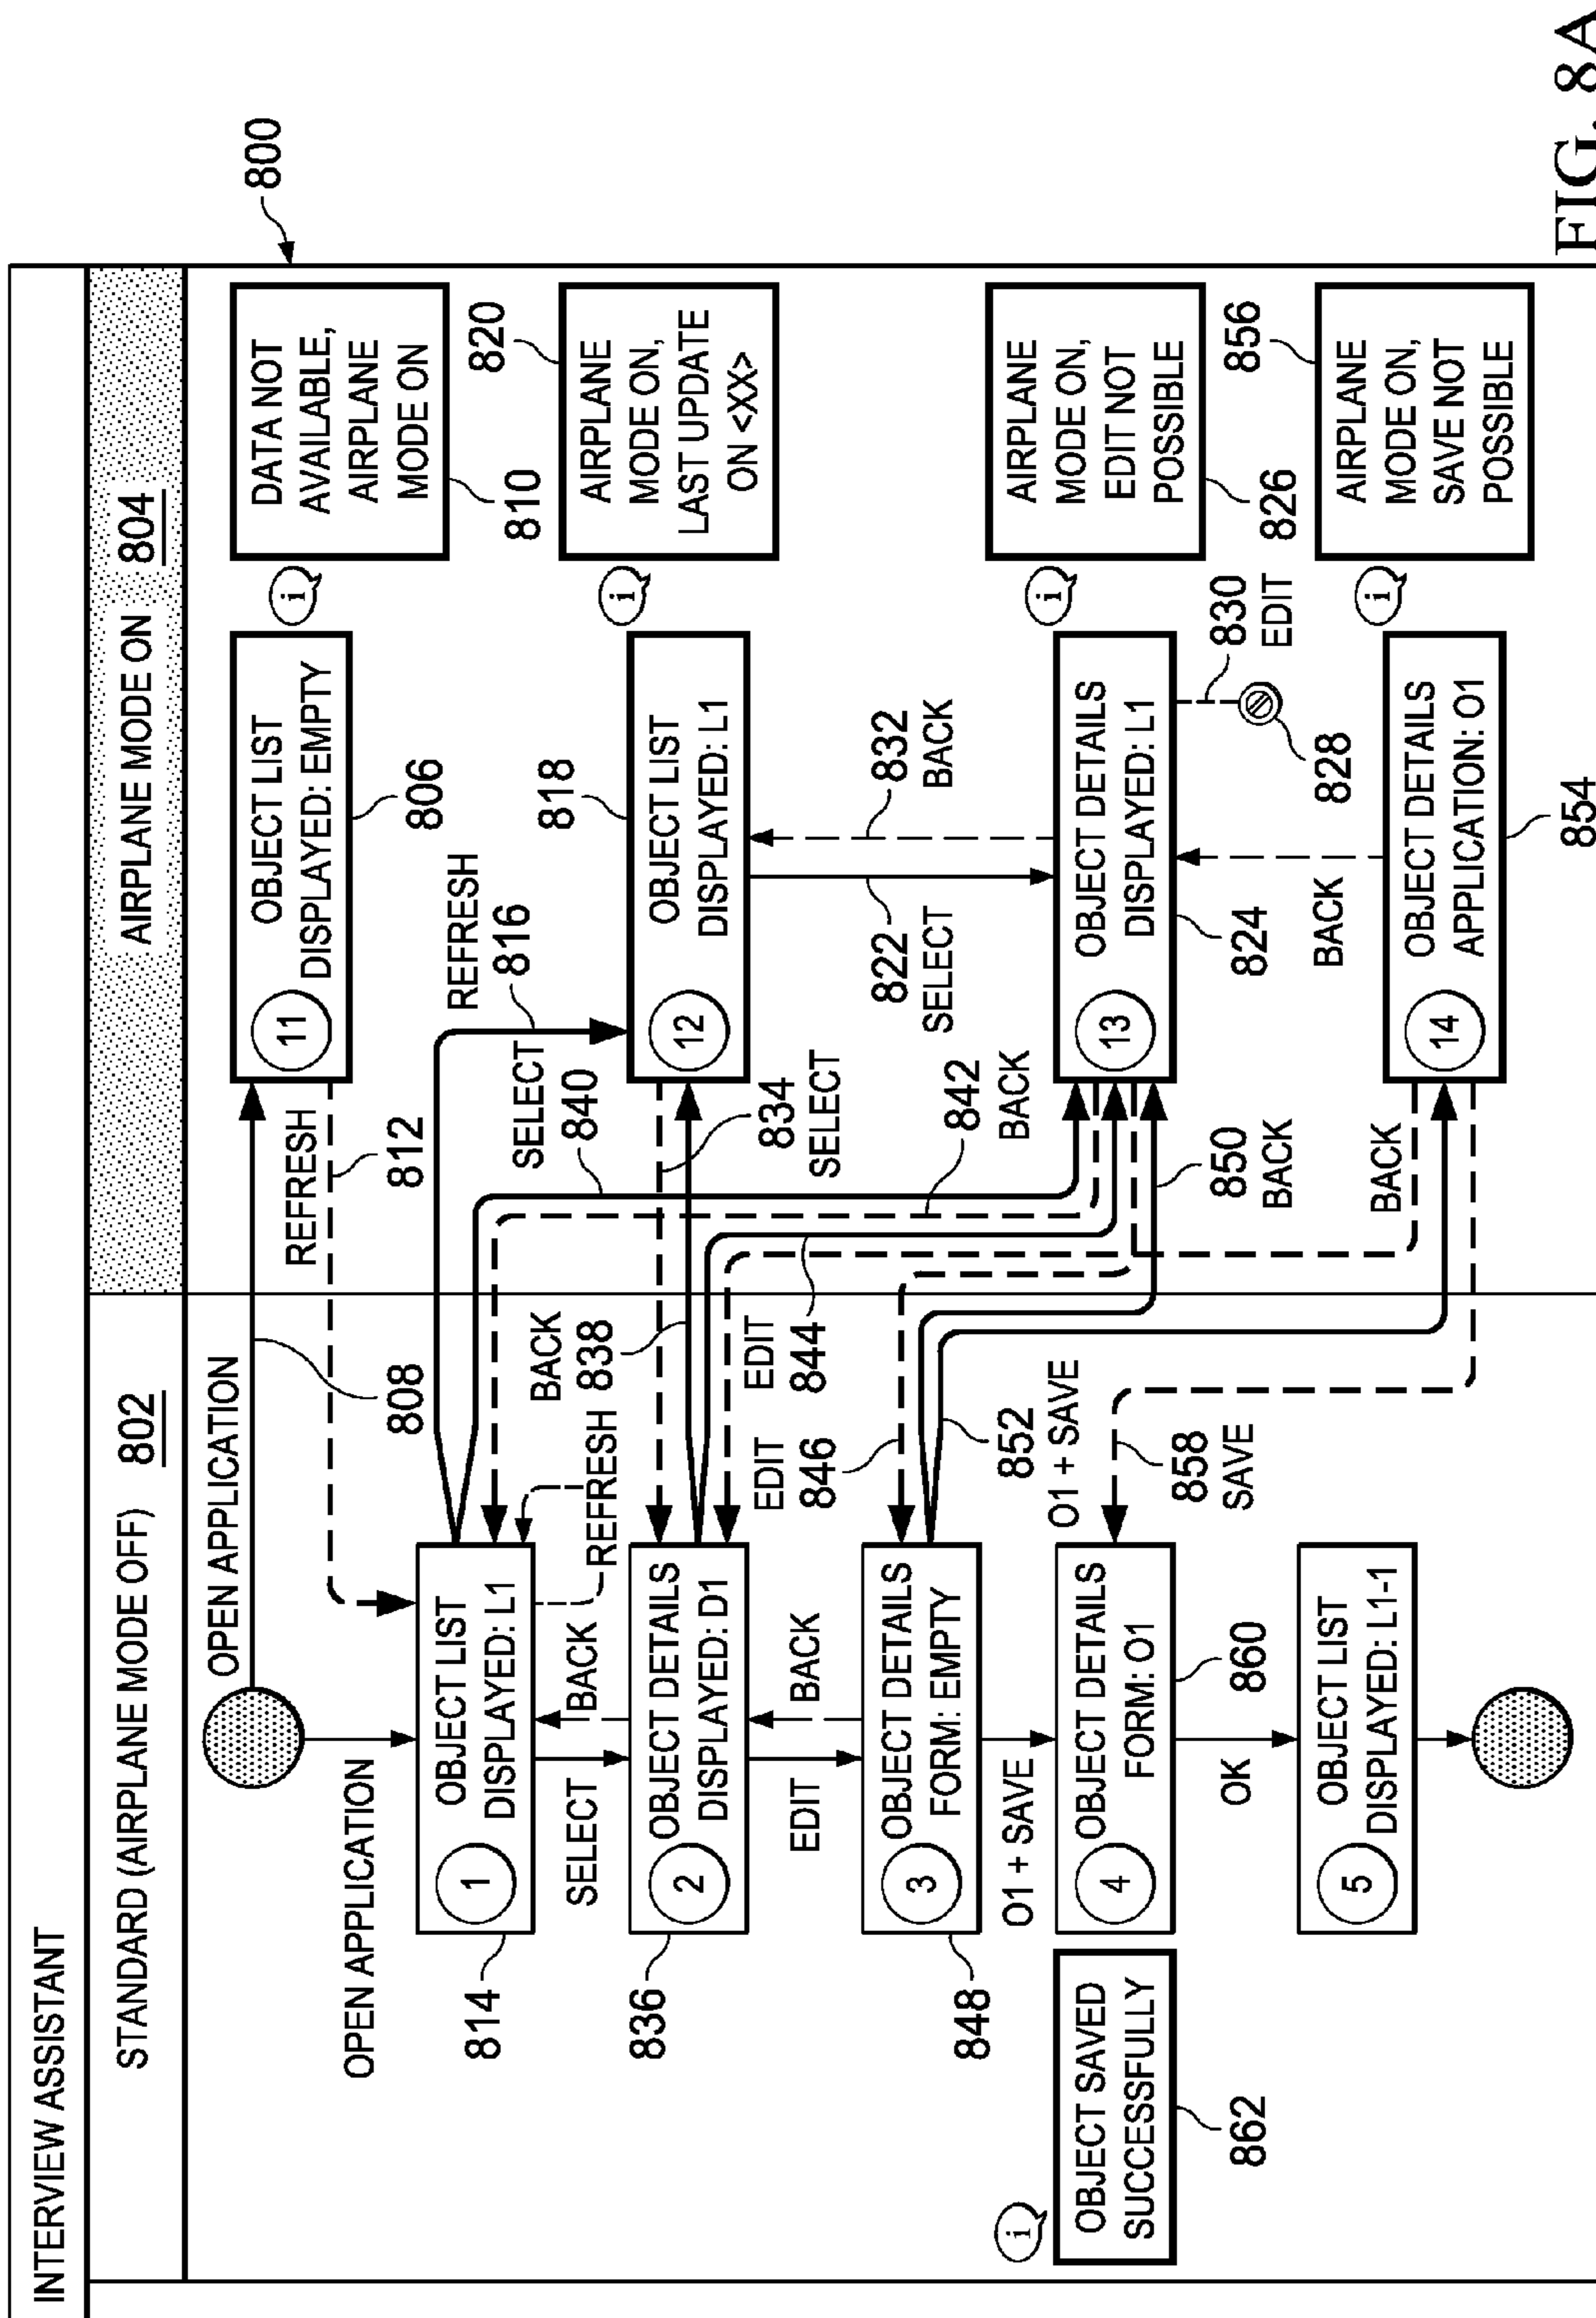 INTERVIEW ASSISTANT
STANDARD (AIRPLANE MODE OFF) 802
AIRPLANE MODE ON 804
800
OPEN APPLICATION
OPEN APPLICATION
808
REFRESH
812
11
OBJECT LIST
DISPLAYED: EMPTY
806
DATA NOT
AVAILABLE,
AIRPLANE
MODE ON
810
1
OBJECT LIST
DISPLAYED: L1
814
REFRESH
REFRESH
816
SELECT
840
SELECT
BACK
BACK
838
12
OBJECT LIST
DISPLAYED: L1
818
AIRPLANE
MODE ON,
LAST UPDATE
ON <XX>
820
834
SELECT
2
OBJECT DETAILS
DISPLAYED: D1
836
EDIT
BACK
EDIT
844
842
BACK
822
SELECT
832
BACK
EDIT
846
3
OBJECT DETAILS
FORM: EMPTY
848
13
OBJECT DETAILS
DISPLAYED: L1
824
AIRPLANE
MODE ON,
EDIT NOT
POSSIBLE
826
830
EDIT
828
850
BACK
852
O1 + SAVE
O1 + SAVE
BACK
BACK
OBJECT SAVED
SUCCESSFULLY
862
4
OBJECT DETAILS
FORM: O1
860
858
SAVE
14
OBJECT DETAILS
APPLICATION: O1
854
AIRPLANE
MODE ON,
SAVE NOT
POSSIBLE
856
OK
5
OBJECT LIST
DISPLAYED: L1-1
i
i
i
i
i
FIG. 8A